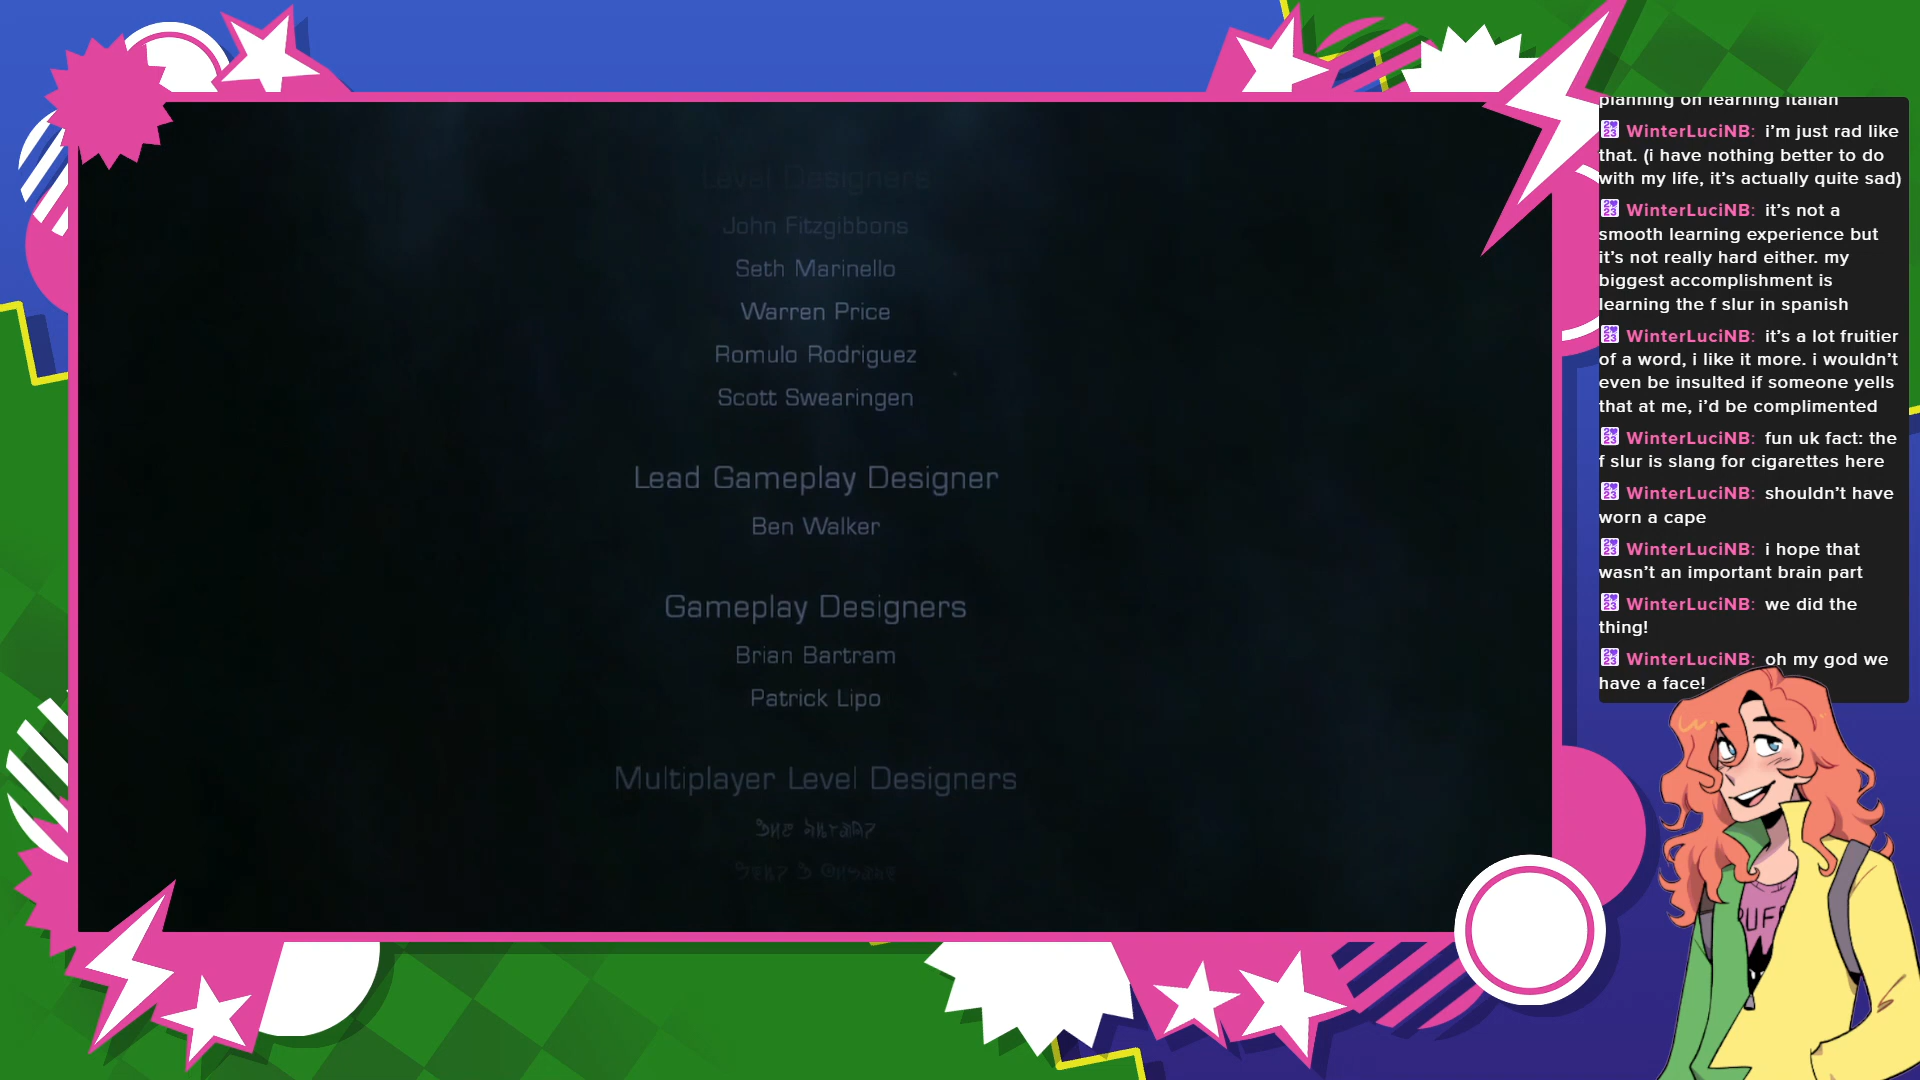 Level Designers
John Fitzgibbons
Seth Marinello
Warren Price
Romulo Rodriguez
Scott Swearingen
Lead Gameplay Designer
Ben Walker
Gameplay Designers
Brian Bartram
Patrick Lipo
Multiplayer Level Designers
planning on learning Italian
WinterLuciNB: i’m just rad like
that. (i have nothing better to do
with my life, it’s actually quite sad)
WinterLuciNB: it’s not a
smooth learning experience but
it’s not really hard either. my
biggest accomplishment is
learning the f slur in spanish
WinterLuciNB: it’s a lot fruitier
of a word, i like it more. i wouldn’t
even be insulted if someone yells
that at me, i’d be complimented
WinterLuciNB: fun uk fact: the
f slur is slang for cigarettes here
WinterLuciNB: shouldn’t have
worn a cape
WinterLuciNB: i hope that
wasn’t an important brain part
WinterLuciNB: we did the
thing!
WinterLuciNB: oh my god we
have a face!